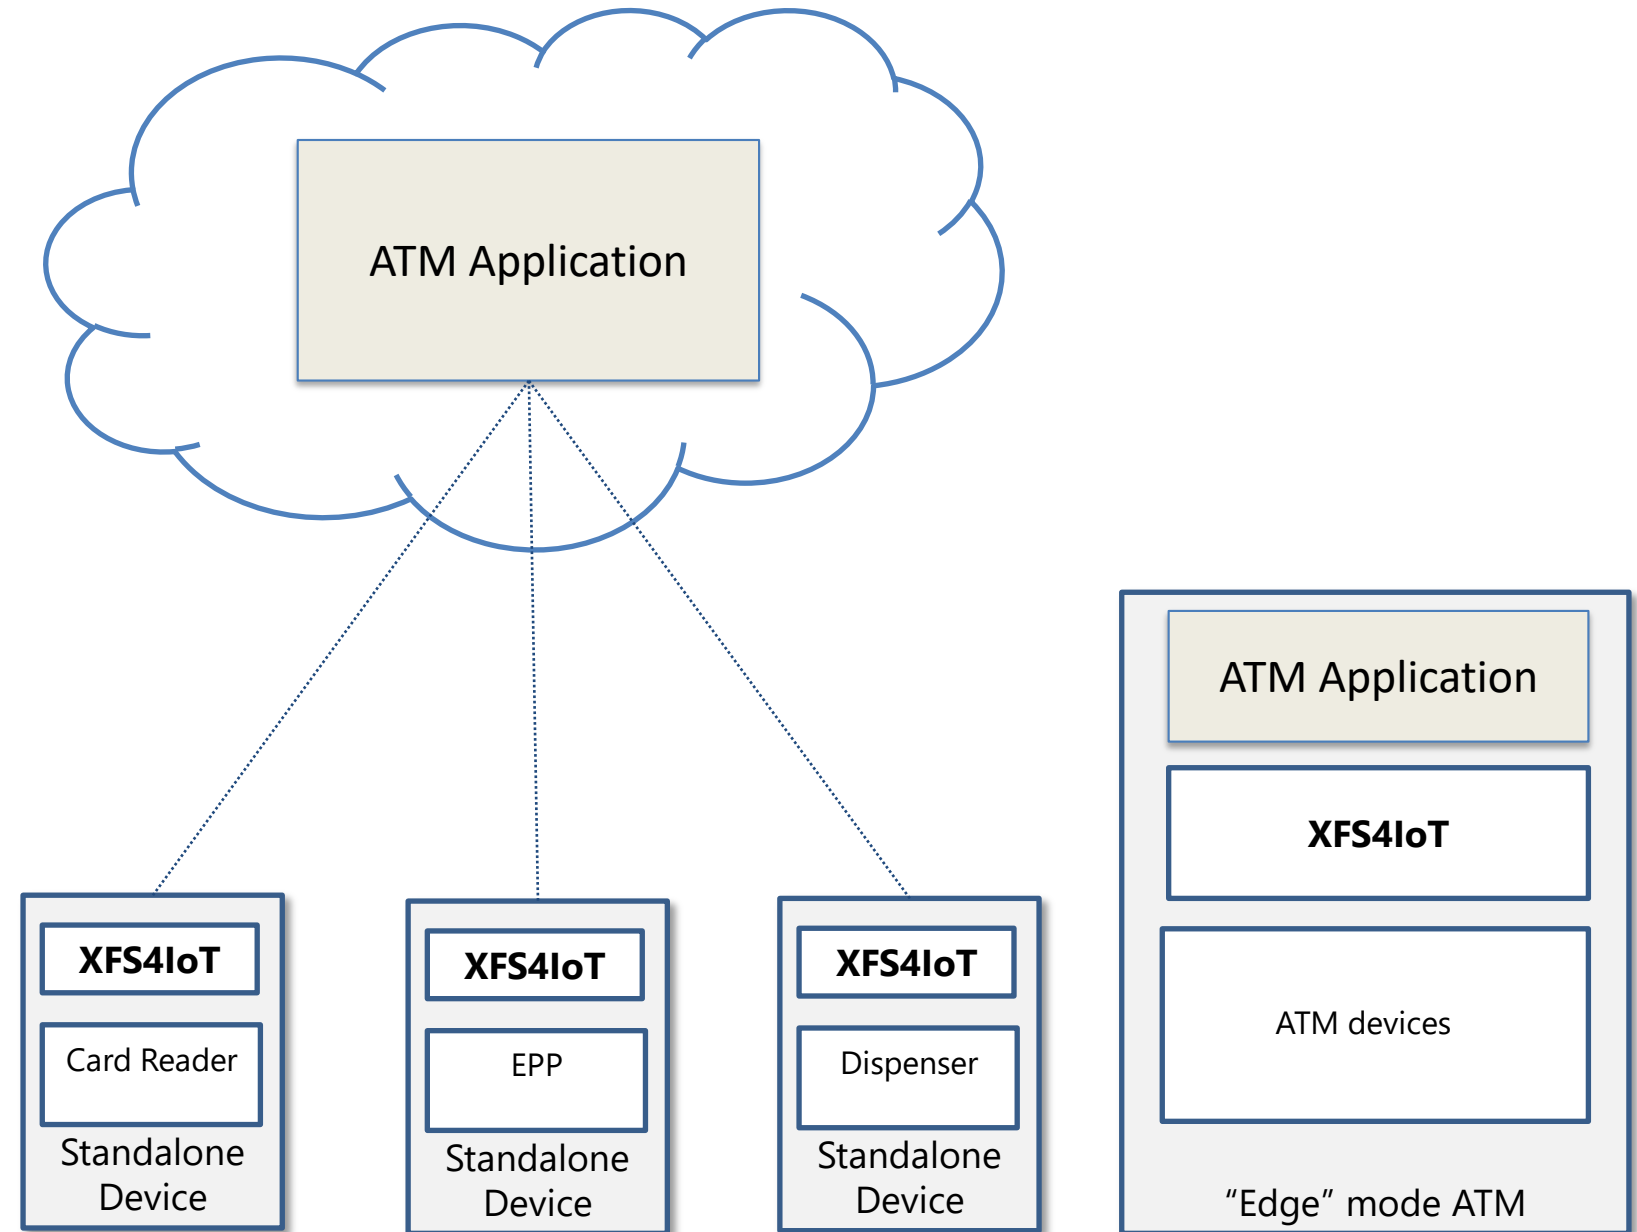 ATM Application
XFS4IoT
Card Reader
Standalone
Device
XFS4IoT
EPP
Standalone
Device
XFS4IoT
Dispenser
Standalone
Device
ATM Application
XFS4IoT
ATM devices
“Edge” mode ATM